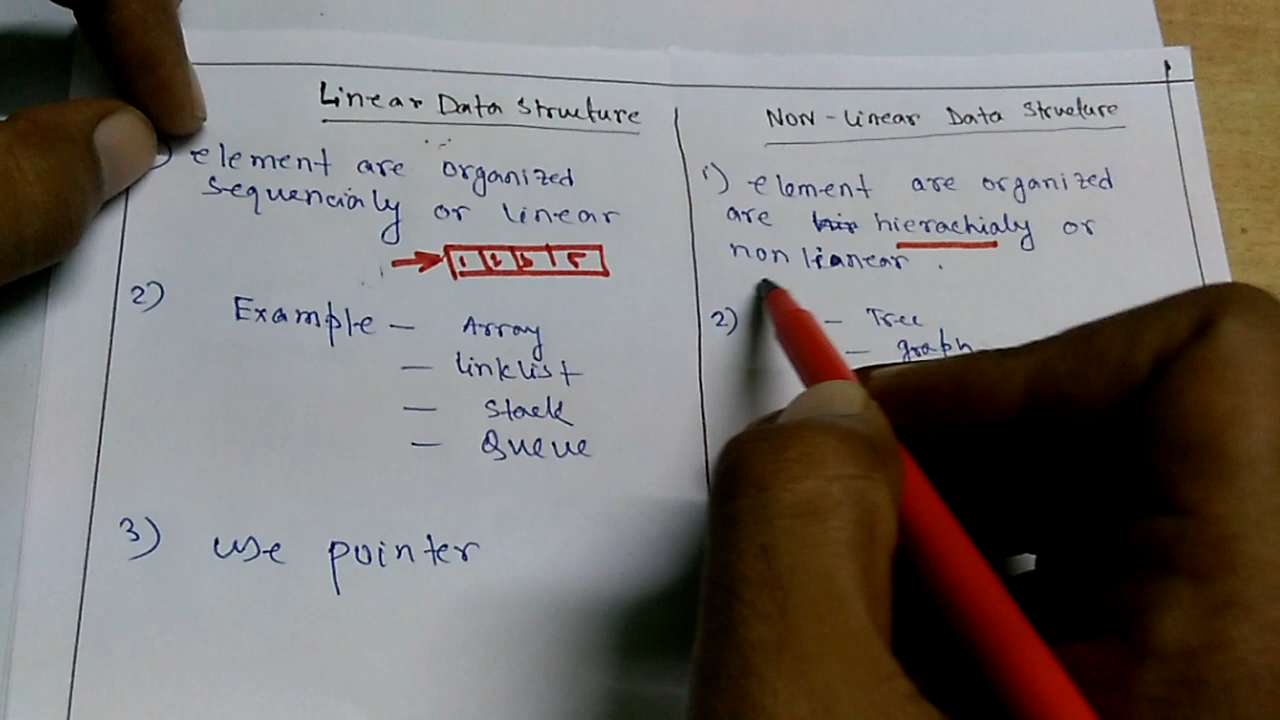 Linear Data Structure
element are organized
sequencialy or linear
1 2 3 5
2) Example - Array
- linklist
- Stack
- Queue
3) use pointer
Non-Linear Data Structure
1) element are organized
are hierachialy or
non lianear.
2) - Tree
- graph